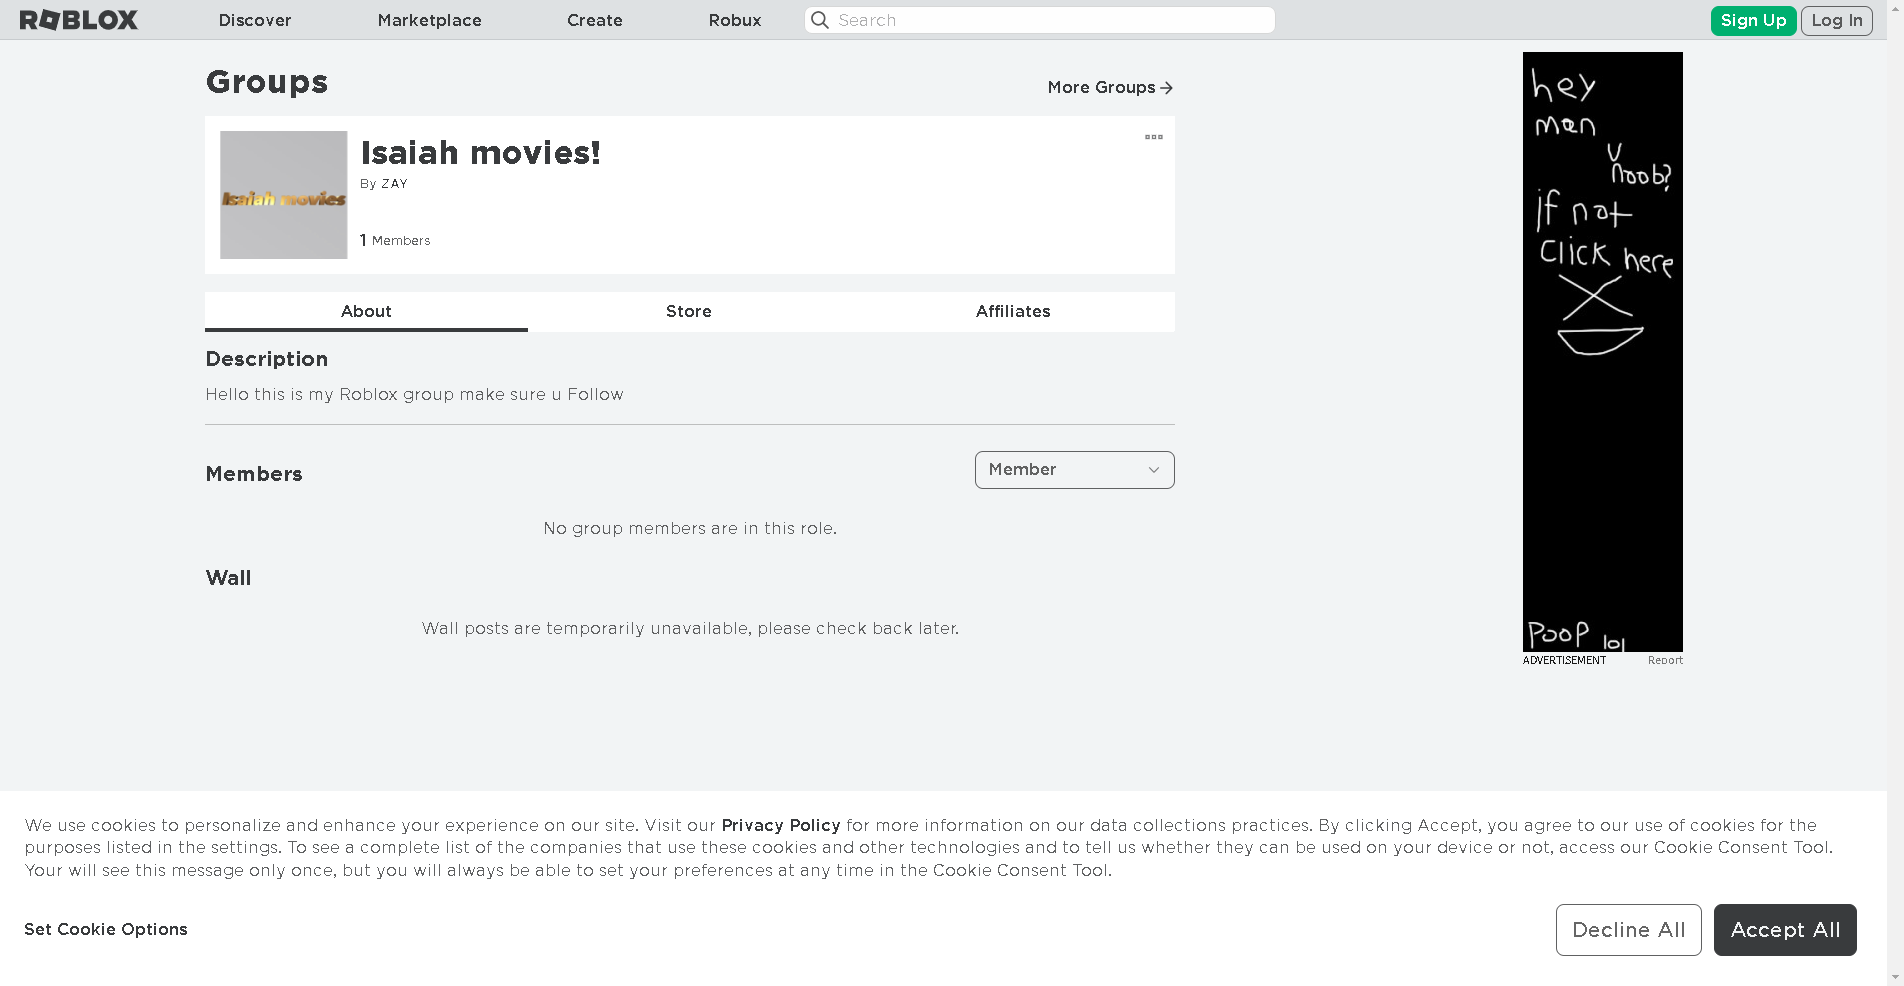 ROBLOX Discover Marketplace Create Robux Search Sign Up Log In
Groups
More Groups
Isaiah movies
Isaiah movies!
By ZAY
1 Members
About Store Affiliates
Description
Hello this is my Roblox group make sure u Follow
Members
Member
No group members are in this role.
Wall
Wall posts are temporarily unavailable, please check back later.
hey
man
U
noob?
if not
click here
POOP lol
ADVERTISEMENT Report
We use cookies to personalize and enhance your experience on our site. Visit our Privacy Policy for more information on our data collections practices. By clicking Accept, you agree to our use of cookies for the
purposes listed in the settings. To see a complete list of the companies that use these cookies and other technologies and to tell us whether they can be used on your device or not, access our Cookie Consent Tool.
Your will see this message only once, but you will always be able to set your preferences at any time in the Cookie Consent Tool.
Set Cookie Options
Decline All Accept All